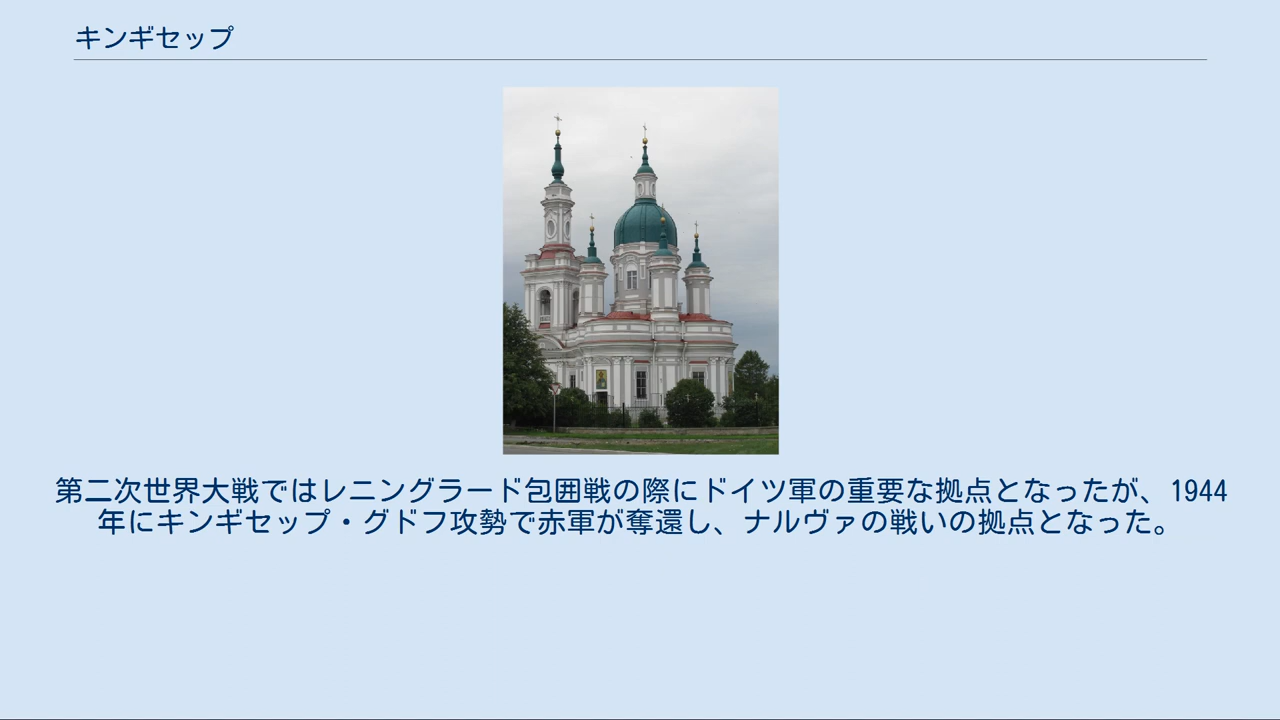 キンギセップ
第二次世界大戦ではレニングラード包囲戦の際にドイツ軍の重要な拠点となったが、1944
年にキンギセップ・グドフ攻勢で赤軍が奪還し、ナルヴァの戦いの拠点となった。